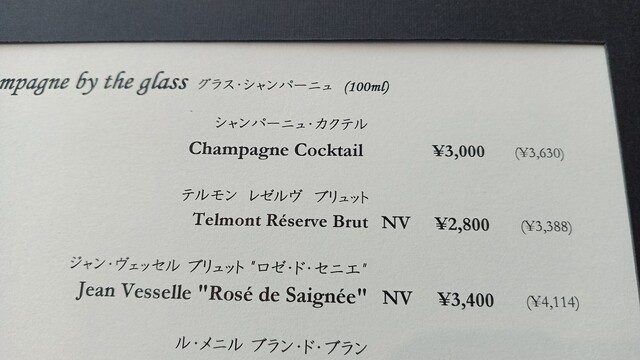 mpagne by the glass グラス・シャンパーニュ (100ml)
シャンパーニュ・カクテル
Champagne Cocktail ¥3,000 (¥3,630)
テルモン レゼルヴ ブリュット
Telmont Réserve Brut NV ¥2,800 (¥3,388)
ジャン・ヴェッセル ブリュット "ロゼ・ド・セニエ"
Jean Vesselle "Rosé de Saignée" NV ¥3,400 (¥4,114)
ル・メニル ブラン・ド・ブラン